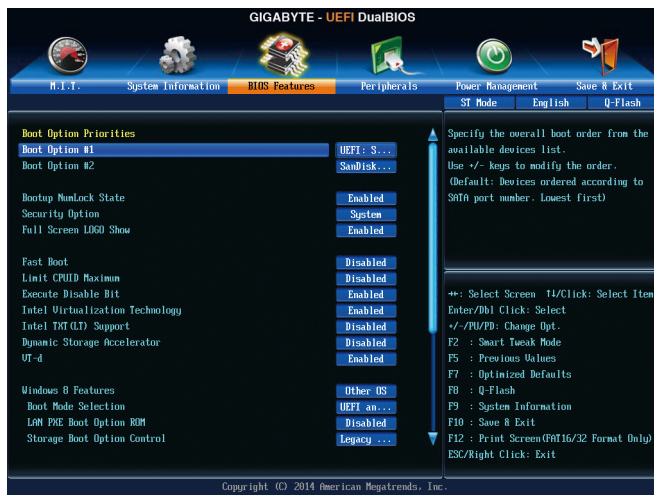 GIGABYTE - UEFI DualBIOS
M.I.T. System Information BIOS Features Peripherals Power Management Save & Exit
ST Mode English Q-Flash
Boot Option Priorities
Boot Option #1 UEFI: S...
Boot Option #2 SanDisk...
Bootup NumLock State Enabled
Security Option System
Full Screen LOGO Show Enabled
Fast Boot Disabled
Limit CPUID Maximum Disabled
Execute Disable Bit Enabled
Intel Virtualization Technology Enabled
Intel TXT(LT) Support Disabled
Dynamic Storage Accelerator Disabled
VT-d Enabled
Windows 8 Features Other OS
Boot Mode Selection UEFI an...
LAN PXE Boot Option ROM Disabled
Storage Boot Option Control Legacy ...
Specify the overall boot order from the
available devices list.
Use +/- keys to modify the order.
(Default: Devices ordered according to
SATA port number. Lowest first)
→←: Select Screen ↑↓/Click: Select Item
Enter/Dbl Click: Select
+/-/PU/PD: Change Opt.
F2 : Smart Tweak Mode
F5 : Previous Values
F7 : Optimized Defaults
F8 : Q-Flash
F9 : System Information
F10 : Save & Exit
F12 : Print Screen(FAT16/32 Format Only)
ESC/Right Click: Exit
Copyright (C) 2014 American Megatrends, Inc.